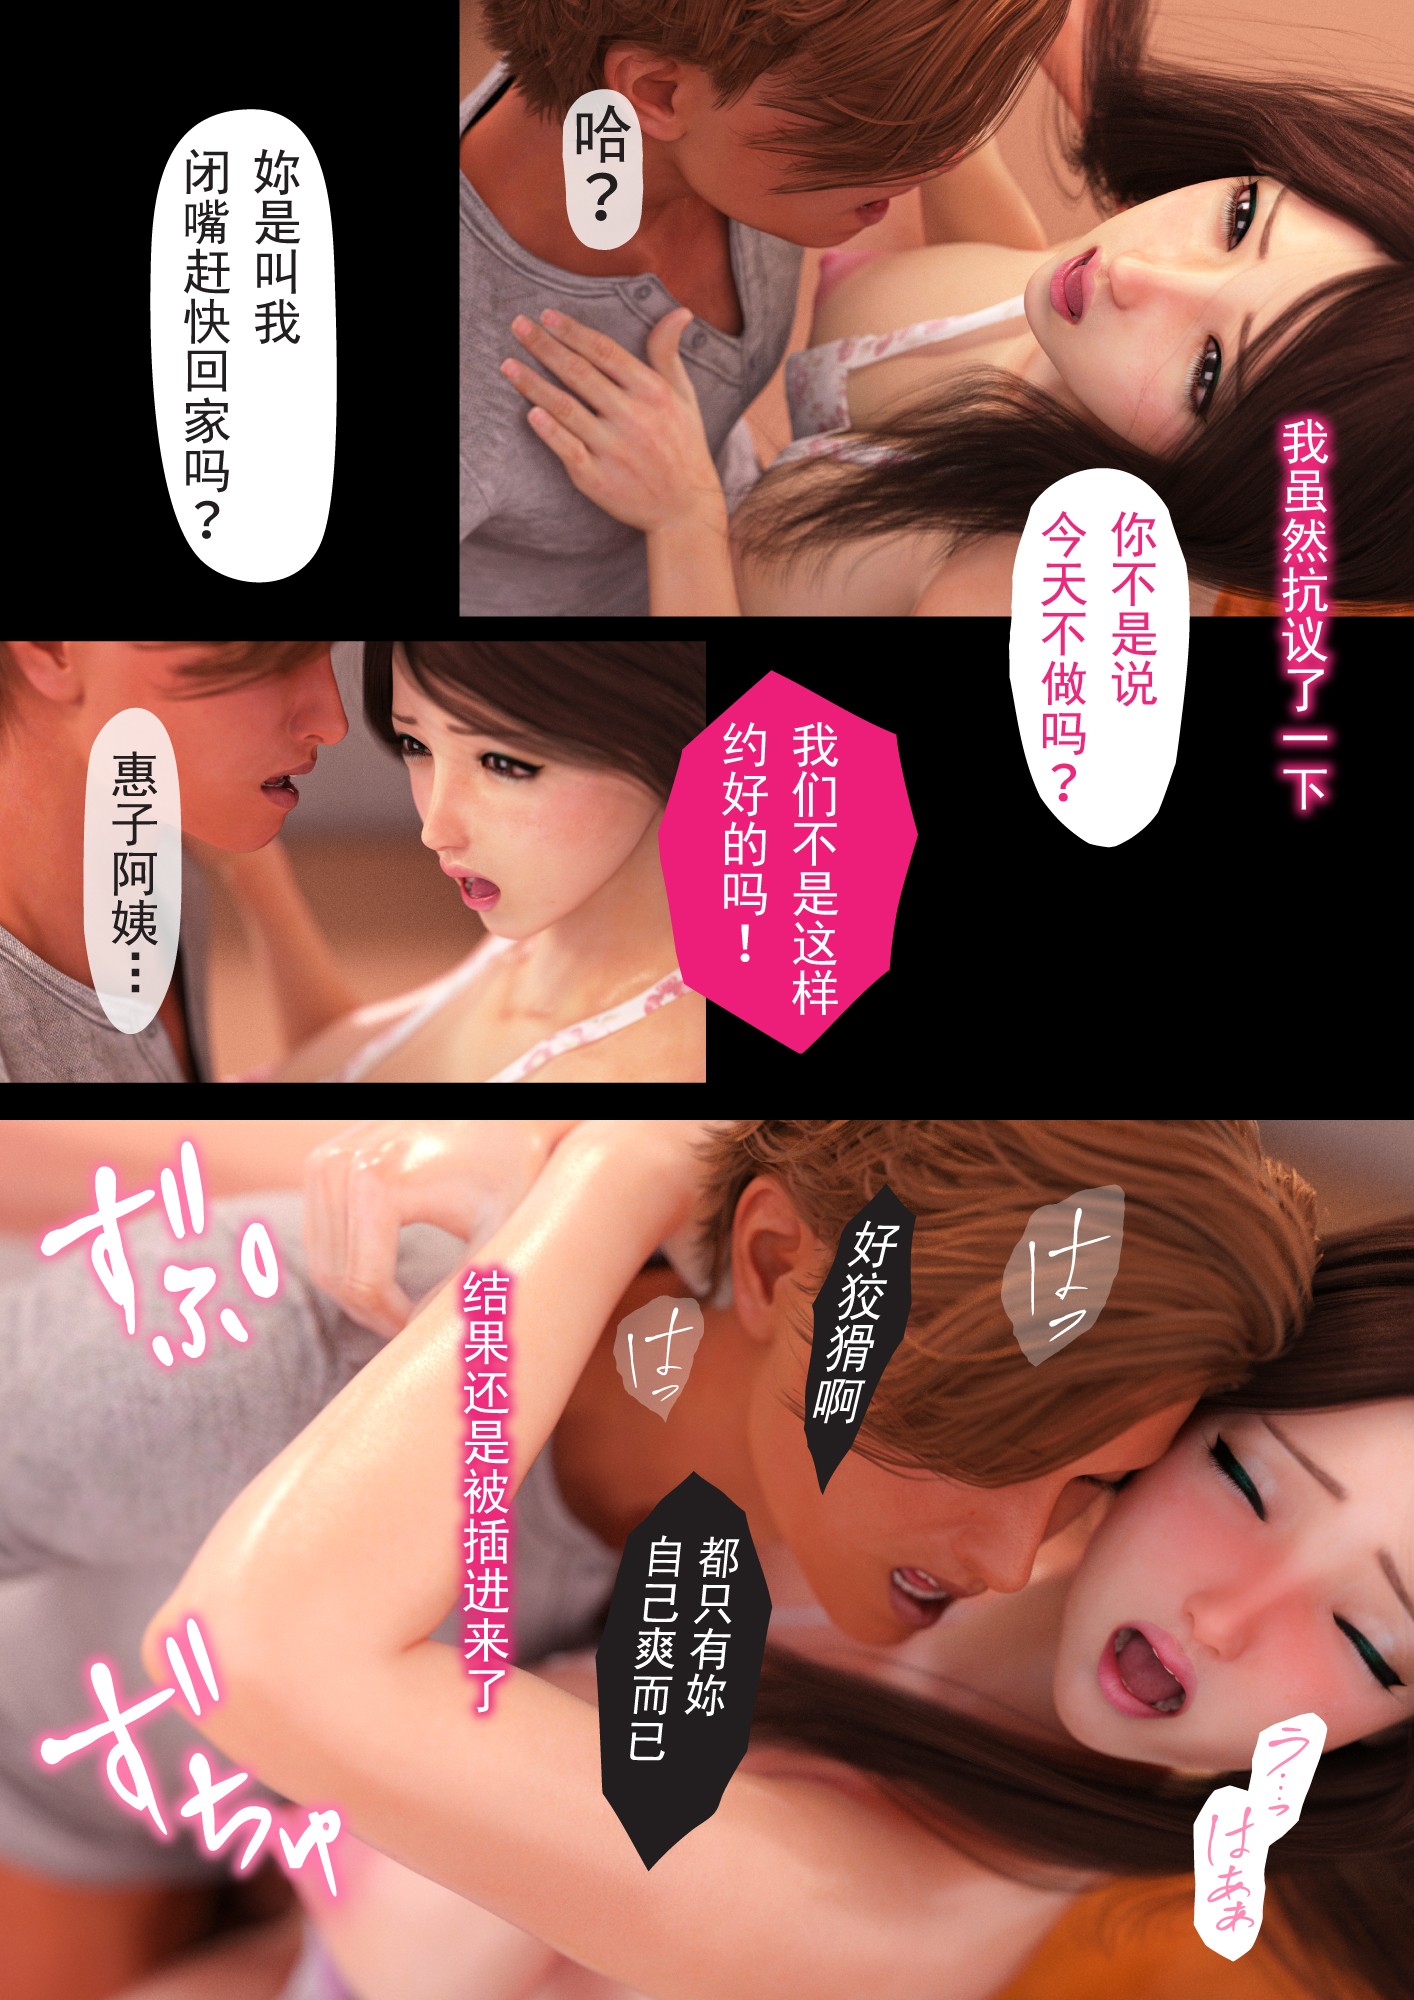 我虽然抗议了一下
你不是说
今天不做吗？
哈？
妳是叫我
闭嘴赶快回家吗？
我们不是这样
约好的吗！
惠子阿姨…
はっ
好狡猾啊
はっ
都只有妳
自己爽而已
结果还是被插进来了
ずぷ
ずちゅ
う…っ
はあぁ